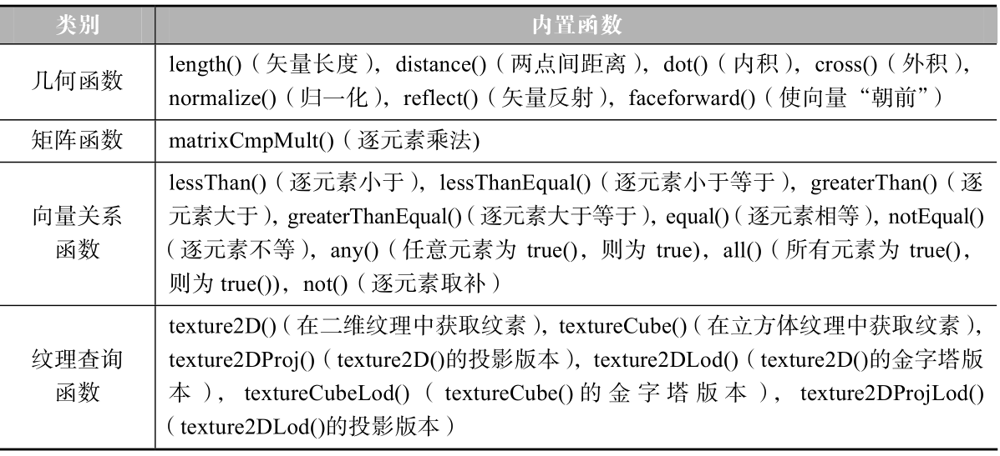 类别 内置函数
几何函数
length()（矢量长度），distance()（两点间距离），dot()（内积），cross()（外积），
normalize()（归一化），reflect()（矢量反射），faceforward()（使向量“朝前”）
矩阵函数 matrixCmpMult()（逐元素乘法)
向量关系
函数
lessThan()（逐元素小于），lessThanEqual()（逐元素小于等于），greaterThan()（逐
元素大于），greaterThanEqual()（逐元素大于等于），equal()（逐元素相等），notEqual()
（逐元素不等），any()（任意元素为 true()，则为 true)，all()（所有元素为 true()，
则为 true())，not()（逐元素取补）
纹理查询
函数
texture2D()（在二维纹理中获取纹素），textureCube()（在立方体纹理中获取纹素），
texture2DProj()（texture2D()的投影版本），texture2DLod()（texture2D()的金字塔版
本），textureCubeLod()（textureCube()的金字塔版本），texture2DProjLod()
（texture2DLod()的投影版本）